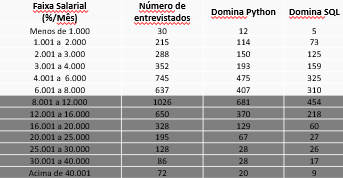 Faixa Salarial (%/Mês) Número de entrevistados Domina Python Domina SQL
Menos de 1.000 30 12 5
1.001 a 2.000 215 114 73
2.001 a 3.000 288 150 125
3.001 a 4.000 352 193 159
4.001 a 6.000 745 475 325
6.001 a 8.000 637 407 310
8.001 a 12.000 1026 681 454
12.001 a 16.000 650 370 218
16.001 a 20.000 328 129 60
20.001 a 25.000 195 67 27
25.001 a 30.000 128 28 26
30.001 a 40.000 86 28 17
Acima de 40.001 72 20 9